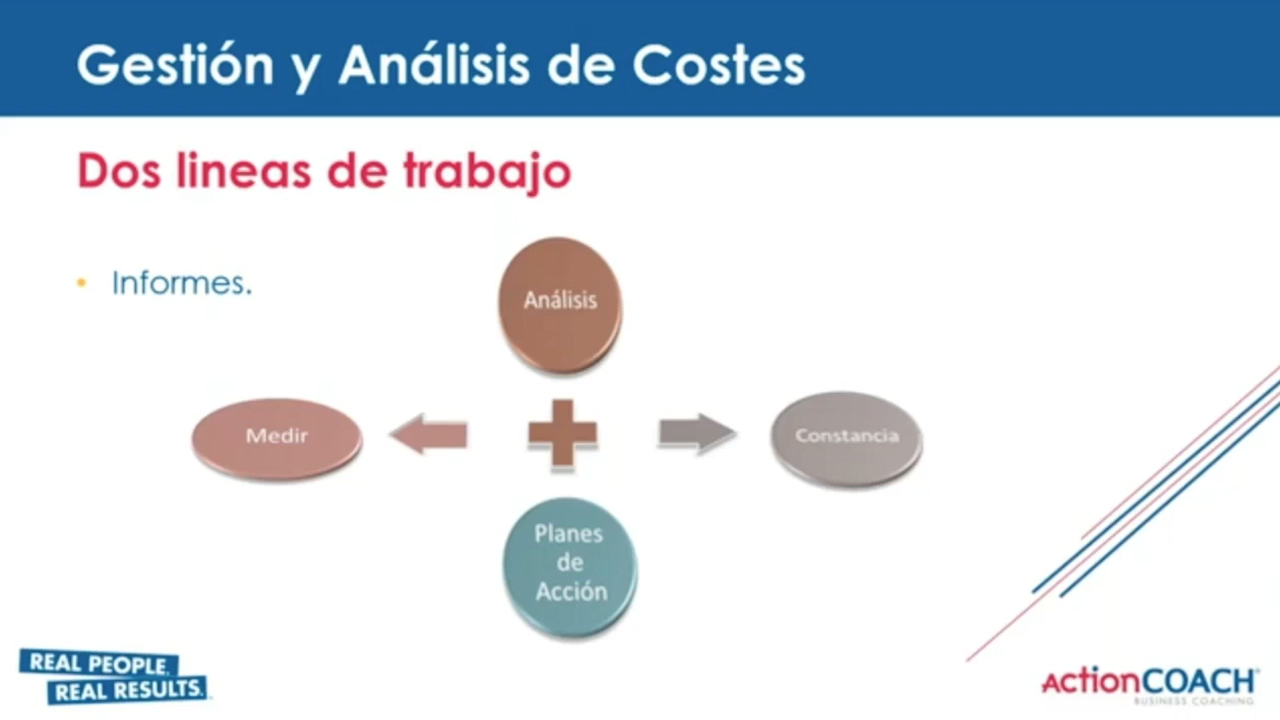 Gestión y Análisis de Costes
Dos lineas de trabajo
• Informes.
Análisis
Medir
Constancia
Planes
de
Acción
REAL PEOPLE.
REAL RESULTS.
ActionCOACH
BUSINESS COACHING